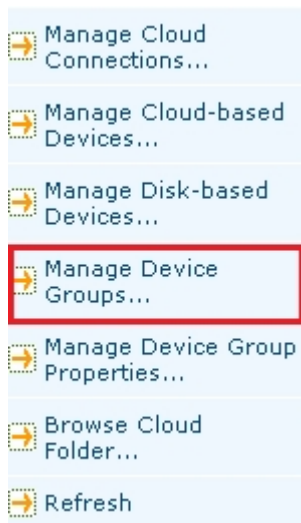 Manage Cloud
Connections...
Manage Cloud-based
Devices...
Manage Disk-based
Devices...
Manage Device
Groups...
Manage Device Group
Properties...
Browse Cloud
Folder...
Refresh